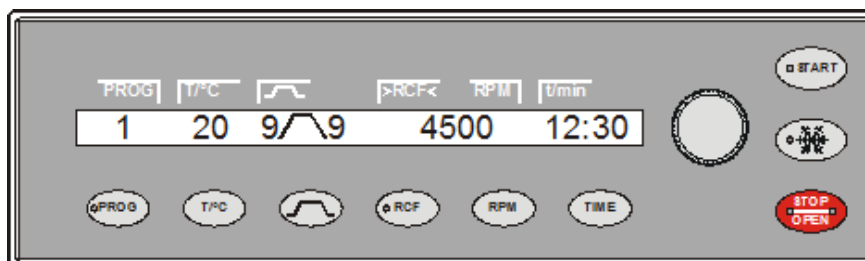 PROG T/°C >RCF< RPM t/min
1 20 9 9 4500 12:30
PROG T/°C RCF RPM TIME
START
STOP
OPEN